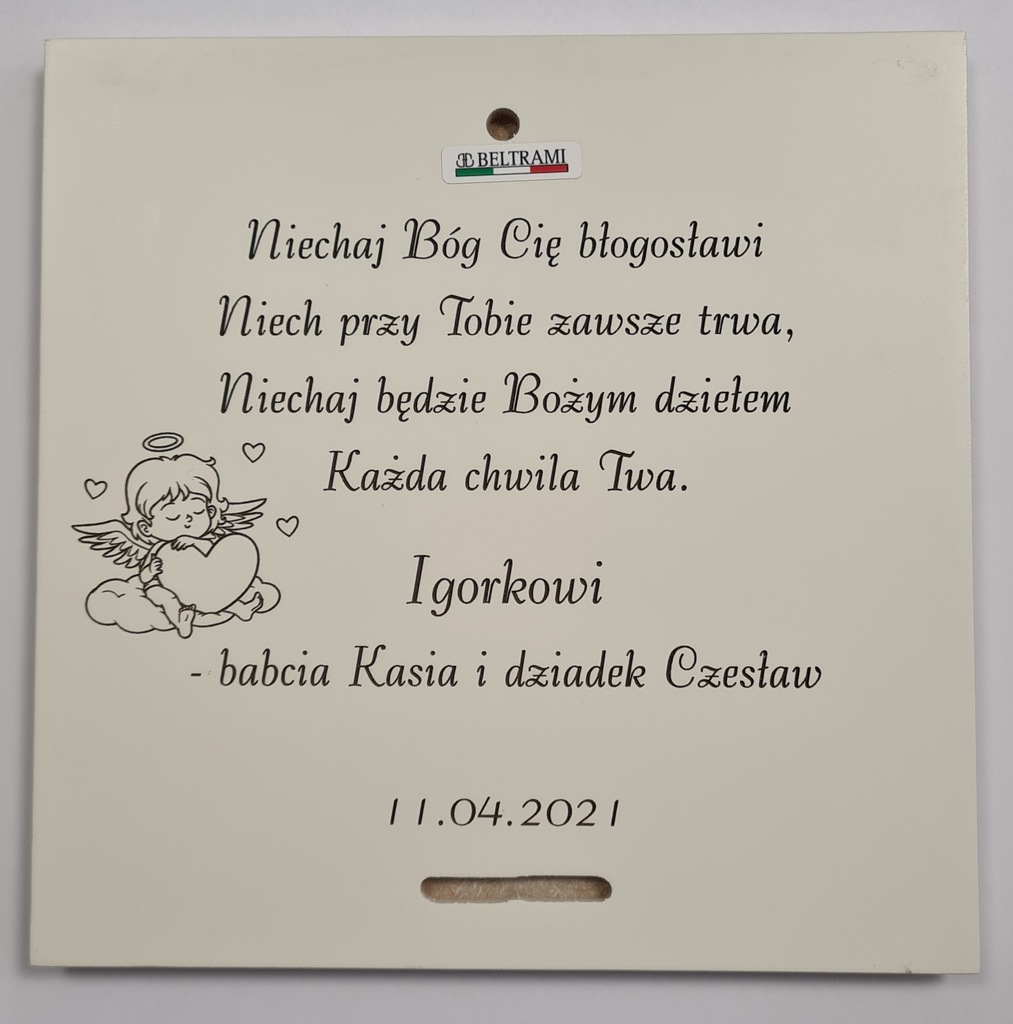 BELTRAMI
Niechaj Bóg Cię błogosławi
Niech przy Tobie zawsze trwa,
Niechaj będzie Bożym dziełem
Każda chwila Twa.
Igorkowi
- babcia Kasia i dziadek Czesław
11.04.2021